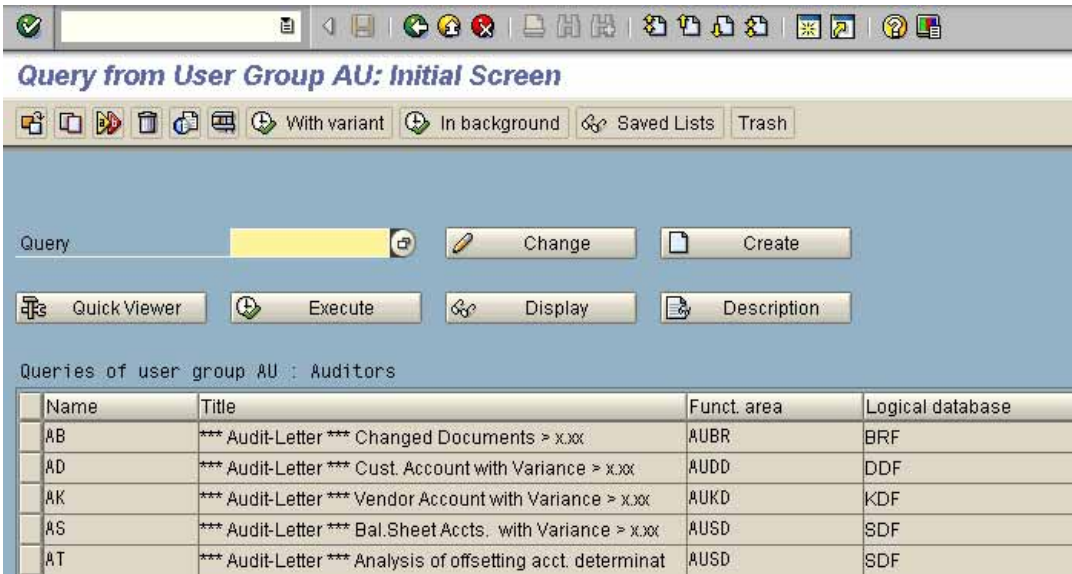 Query from User Group AU: Initial Screen
With variant In background Saved Lists Trash
Query Change Create
Quick Viewer Execute Display Description
Queries of user group AU : Auditors
Name Title Funct. area Logical database
AB *** Audit-Letter *** Changed Documents > x.xx AUBR BRF
AD *** Audit-Letter *** Cust. Account with Variance > x.xx AUDD DDF
AK *** Audit-Letter *** Vendor Account with Variance > x.xx AUKD KDF
AS *** Audit-Letter *** Bal.Sheet Accts. with Variance > x.xx AUSD SDF
AT *** Audit-Letter *** Analysis of offsetting acct. determinat AUSD SDF